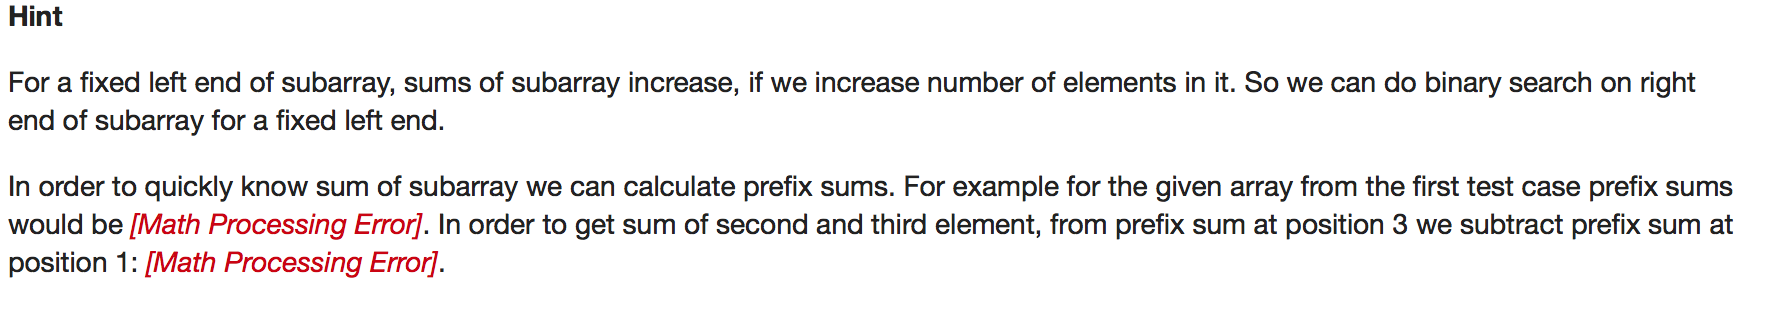 Hint
For a fixed left end of subarray, sums of subarray increase, if we increase number of elements in it. So we can do binary search on right
end of subarray for a fixed left end.
In order to quickly know sum of subarray we can calculate prefix sums. For example for the given array from the first test case prefix sums
would be [Math Processing Error]. In order to get sum of second and third element, from prefix sum at position 3 we subtract prefix sum at
position 1: [Math Processing Error].